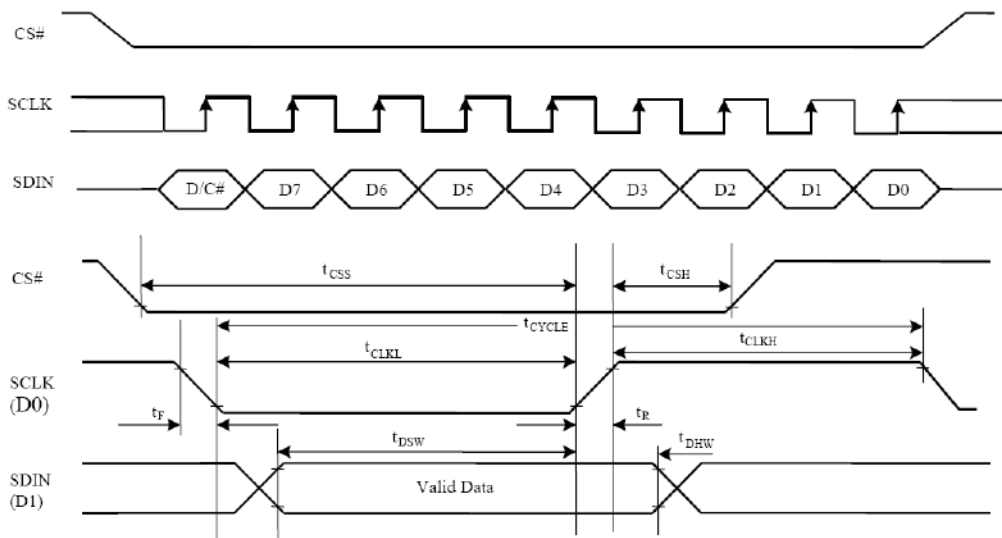 CS#
SCLK
SDIN
D/C# D7 D6 D5 D4 D3 D2 D1 D0
CS#
tCSS
tCSH
tCYCLE
tCLKL
tCLKH
SCLK
(D0)
tF
tR
tDSW
tDHW
SDIN
(D1)
Valid Data